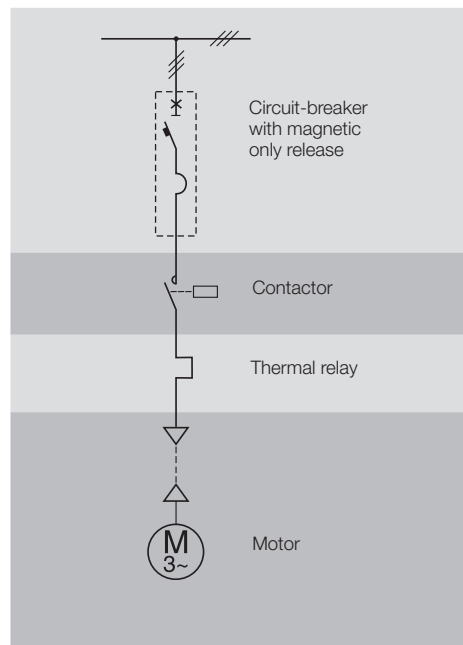 Circuit-breaker
with magnetic
only release
Contactor
Thermal relay
M
3~
Motor